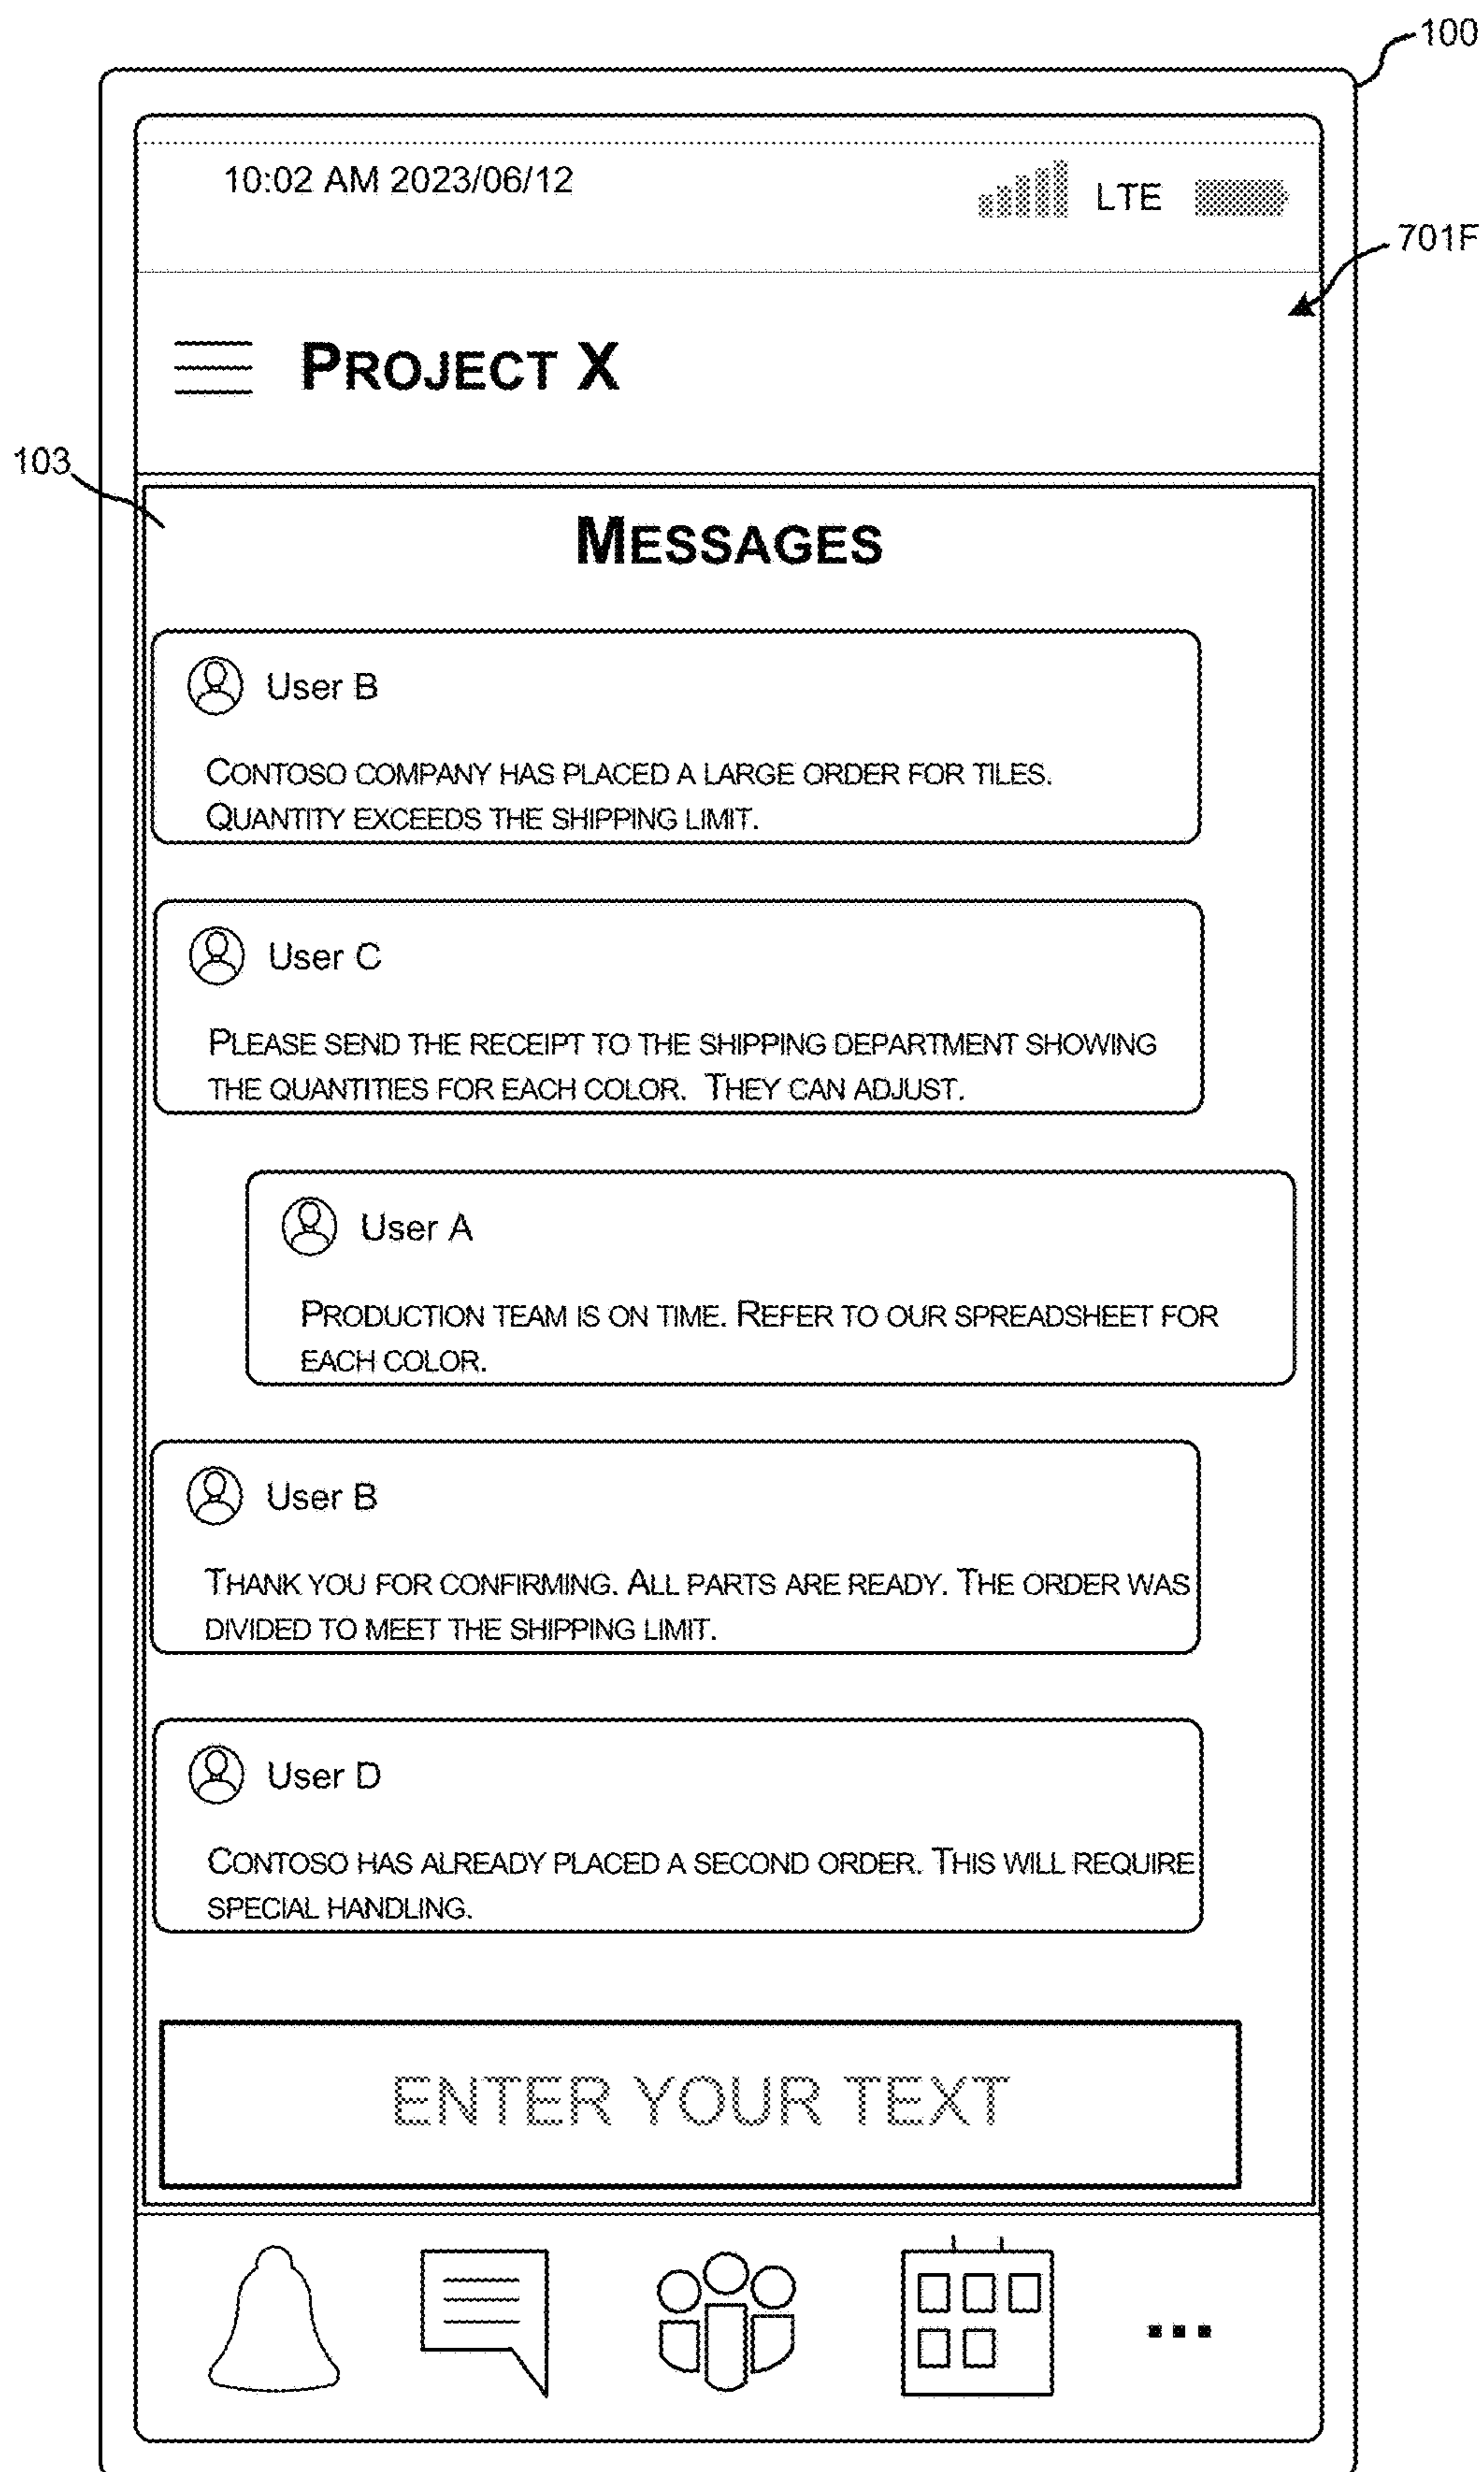 100
10:02 AM 2023/06/12
LTE
701F
PROJECT X
103
MESSAGES
User B
CONTOSO COMPANY HAS PLACED A LARGE ORDER FOR TILES.
QUANTITY EXCEEDS THE SHIPPING LIMIT.
User C
PLEASE SEND THE RECEIPT TO THE SHIPPING DEPARTMENT SHOWING
THE QUANTITIES FOR EACH COLOR. THEY CAN ADJUST.
User A
PRODUCTION TEAM IS ON TIME. REFER TO OUR SPREADSHEET FOR
EACH COLOR.
User B
THANK YOU FOR CONFIRMING. ALL PARTS ARE READY. THE ORDER WAS
DIVIDED TO MEET THE SHIPPING LIMIT.
User D
CONTOSO HAS ALREADY PLACED A SECOND ORDER. THIS WILL REQUIRE
SPECIAL HANDLING.
ENTER YOUR TEXT